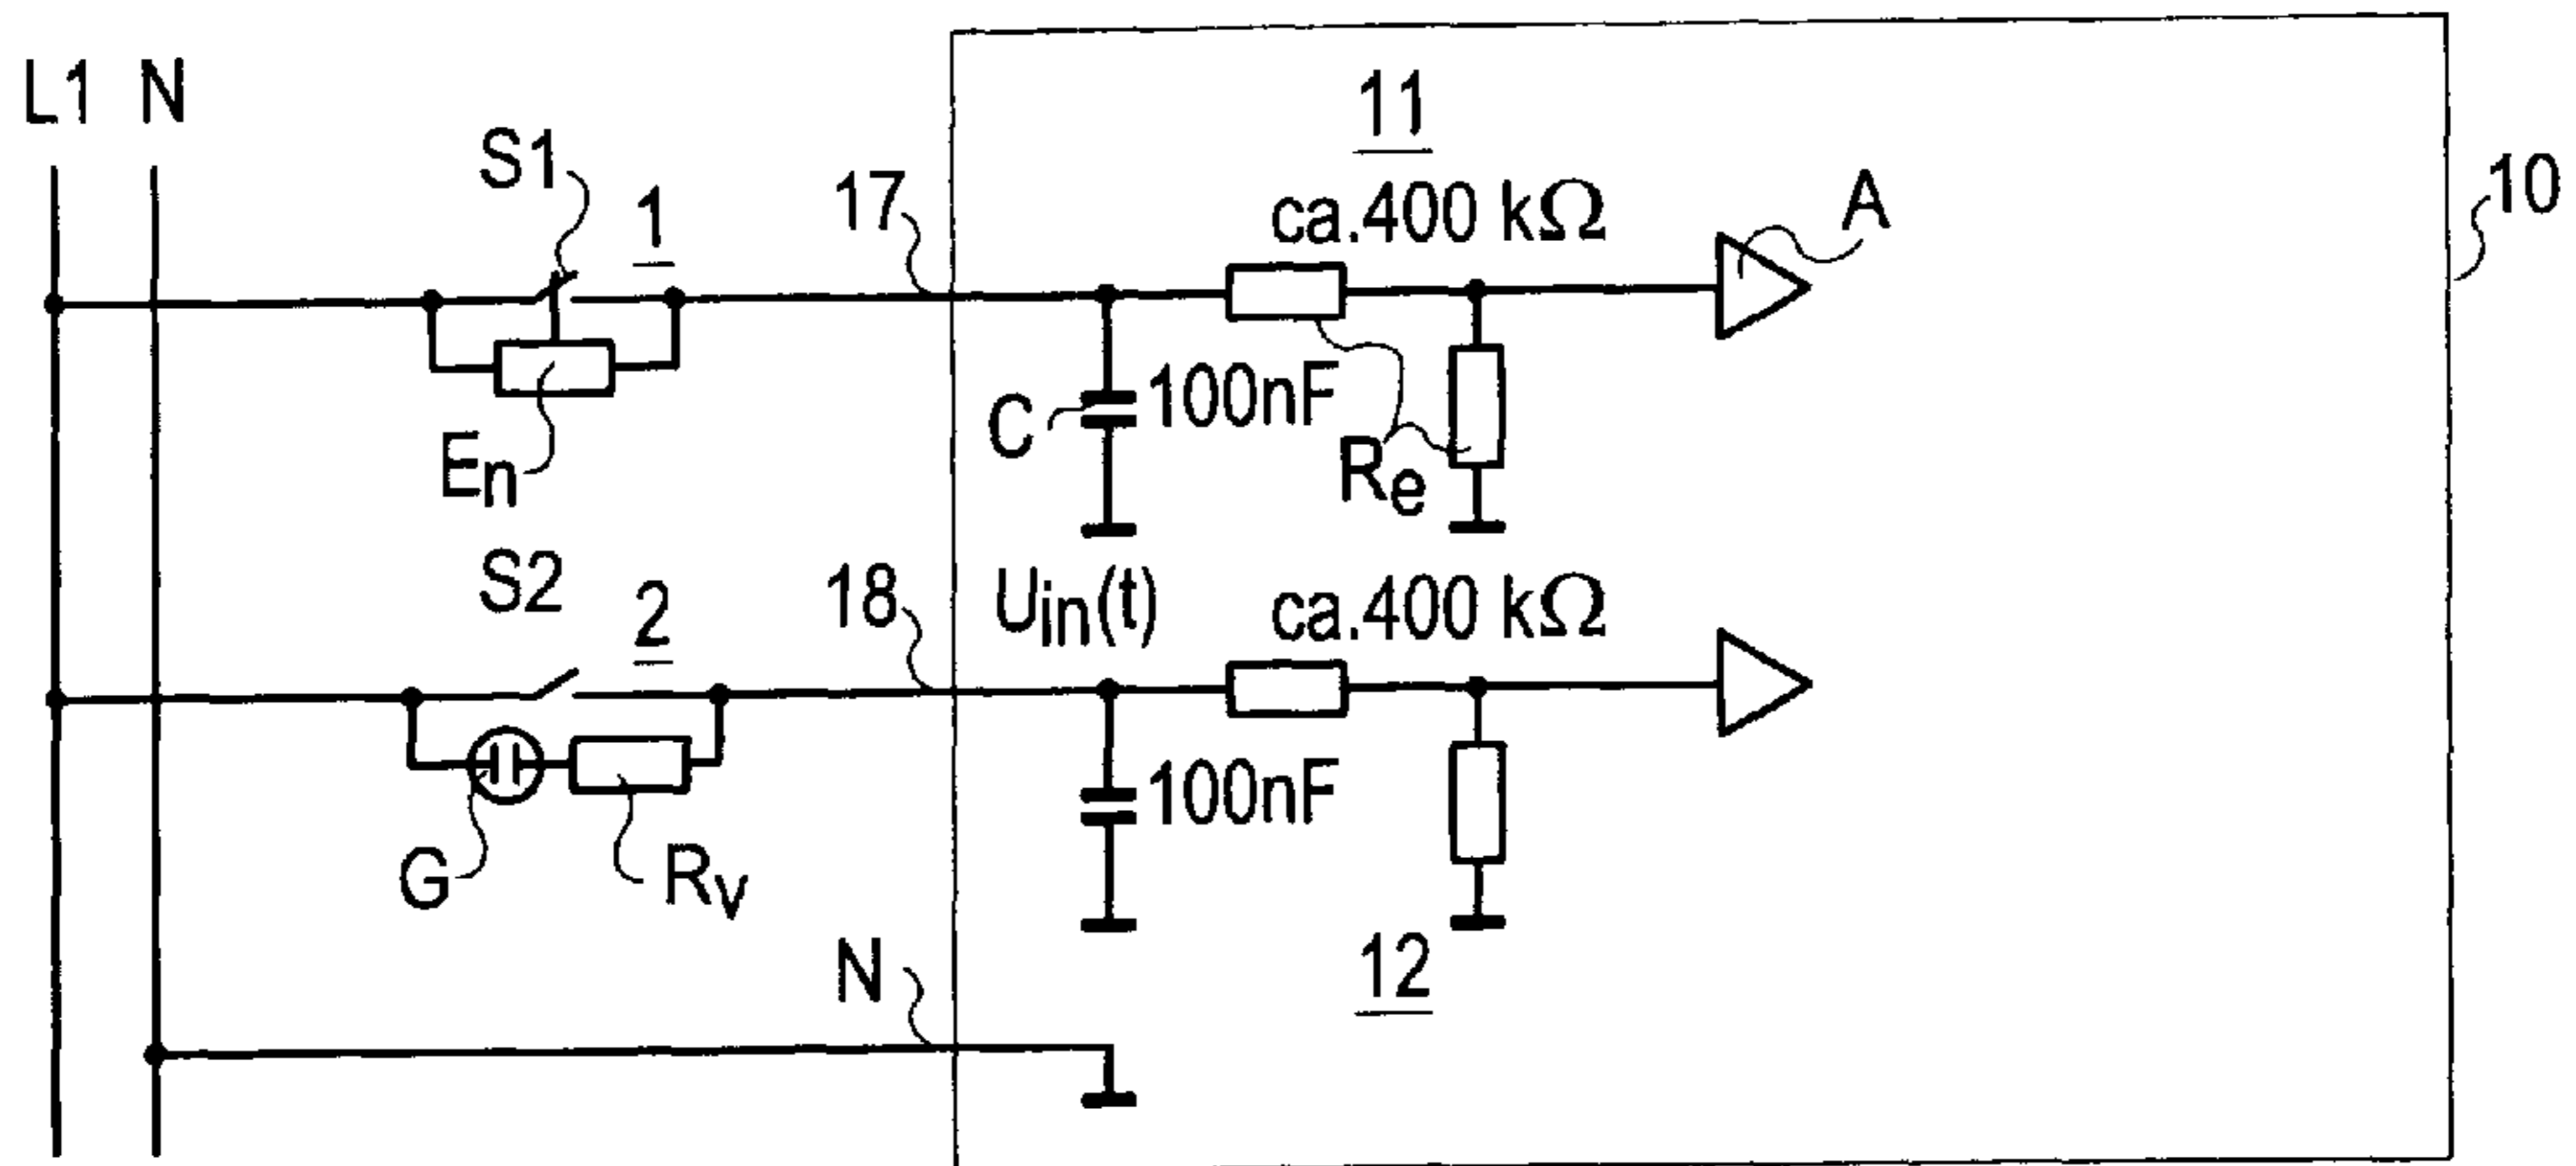 L1 N
S1
1
17
11
ca.400 kΩ
A
10
En
C
100nF
Re
S2
2
18
Uin(t)
ca.400 kΩ
G
Rv
100nF
N
12